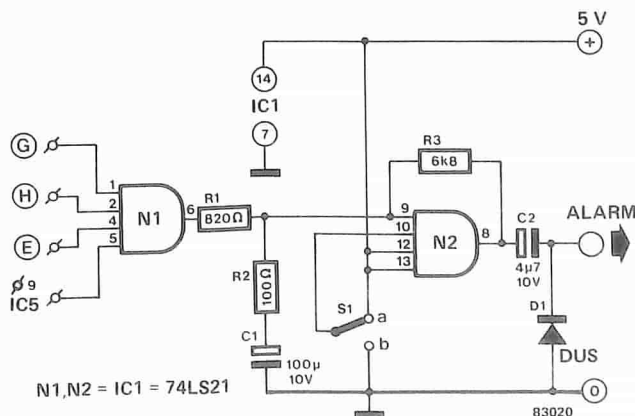 5 V
+
14
IC1
7
G
H
E
ϕ9
IC5
1
2
4
5
N1
6
R1
820Ω
R2
100Ω
C1
100μ
10V
R3
6k8
9
10
12
13
N2
8
C2
4μ7
10V
ALARM
S1
a
b
D1
DUS
0
N1,N2 = IC1 = 74LS21
83020